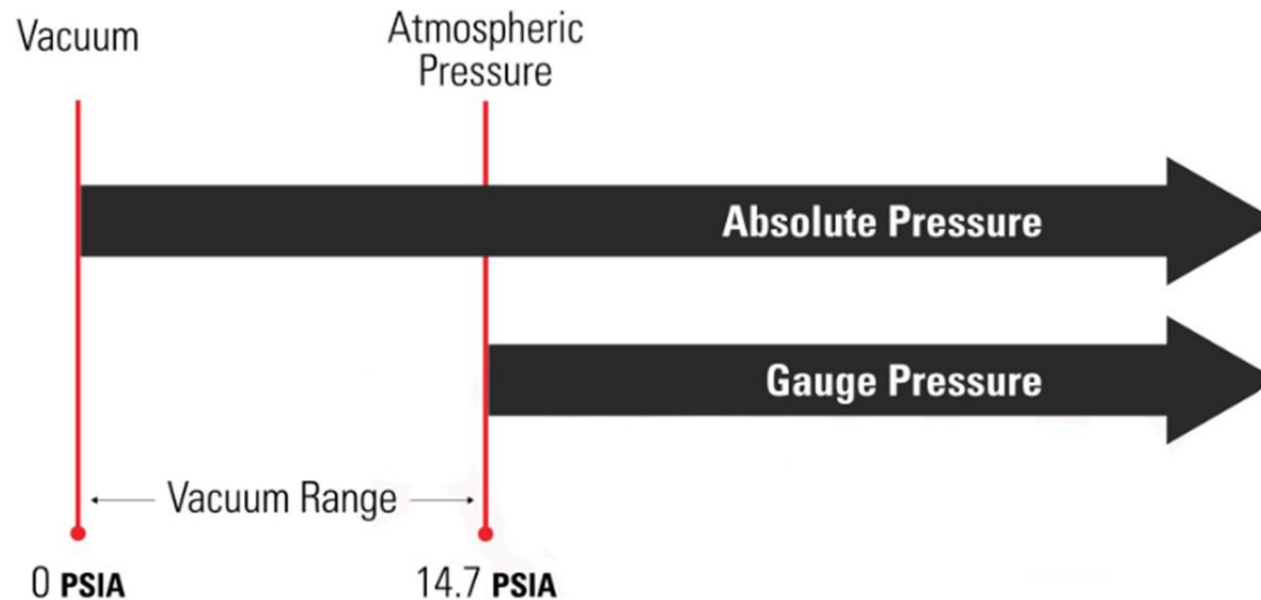 Vacuum
Atmospheric
Pressure
Absolute Pressure
Gauge Pressure
Vacuum Range
0 PSIA
14.7 PSIA